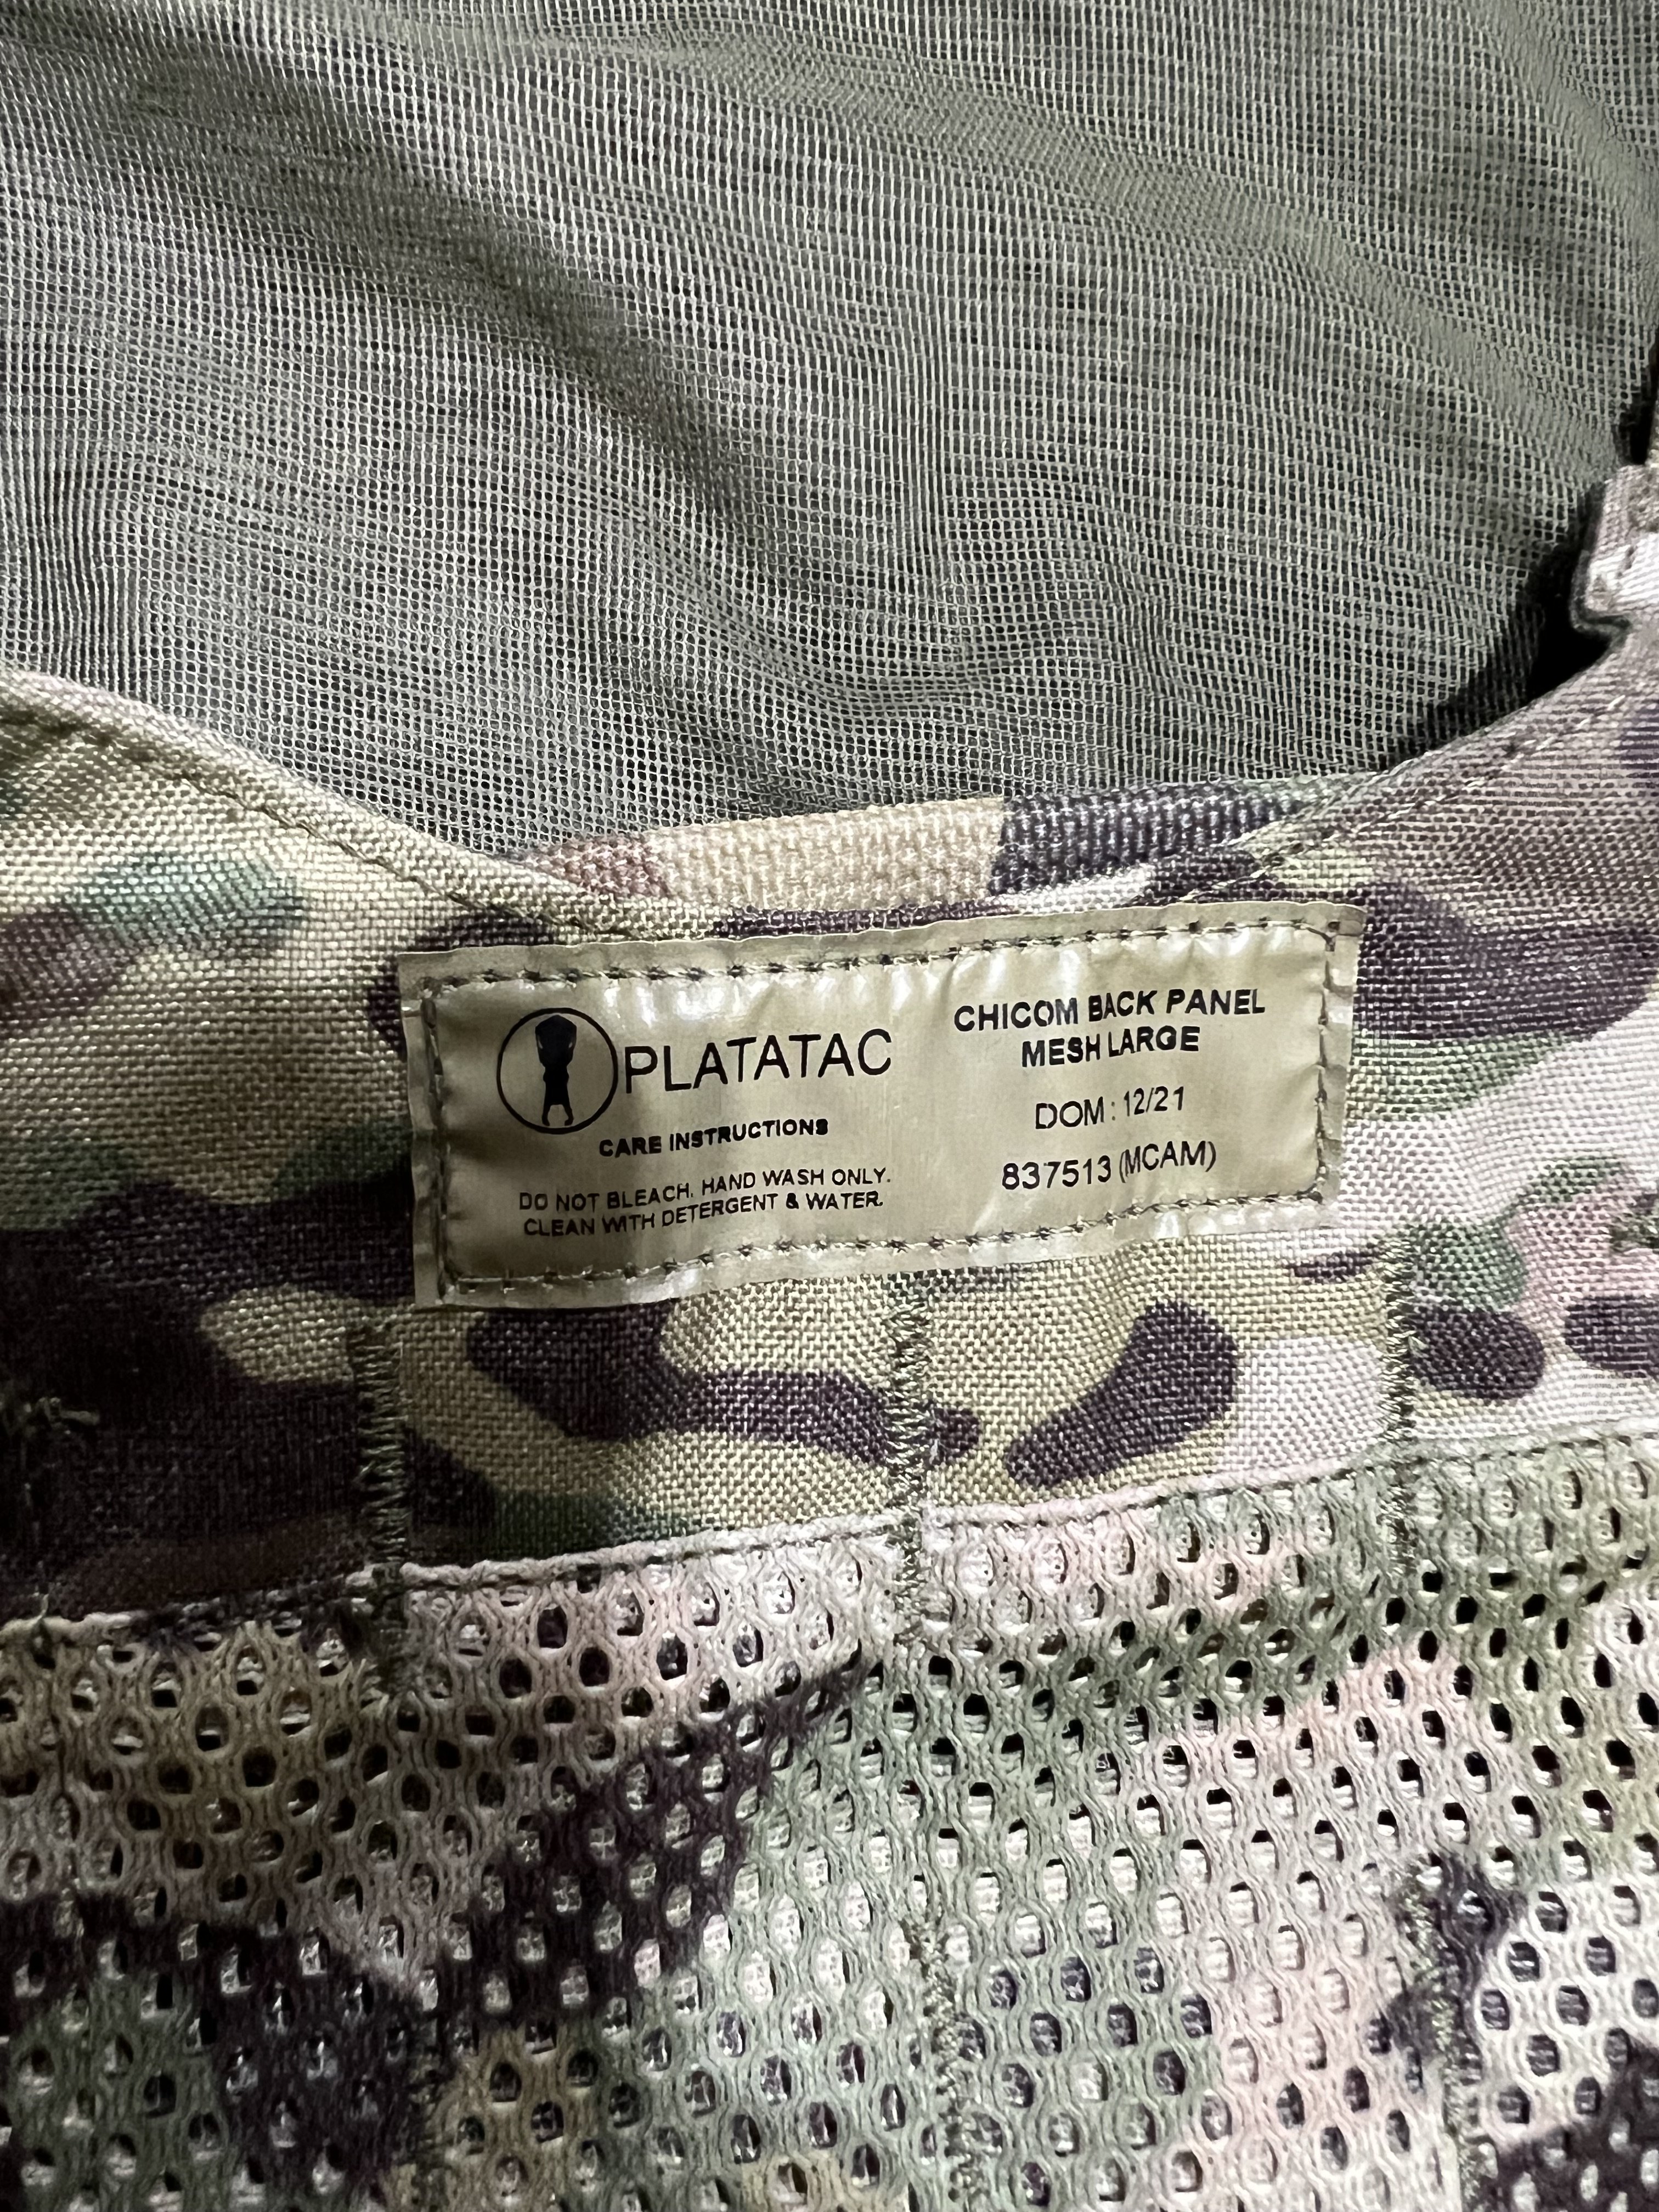 PLATATAC
CARE INSTRUCTIONS
DO NOT BLEACH. HAND WASH ONLY.
CLEAN WITH DETERGENT & WATER.
CHICOM BACK PANEL
MESH LARGE
DOM: 12/21
837513 (MCAM)